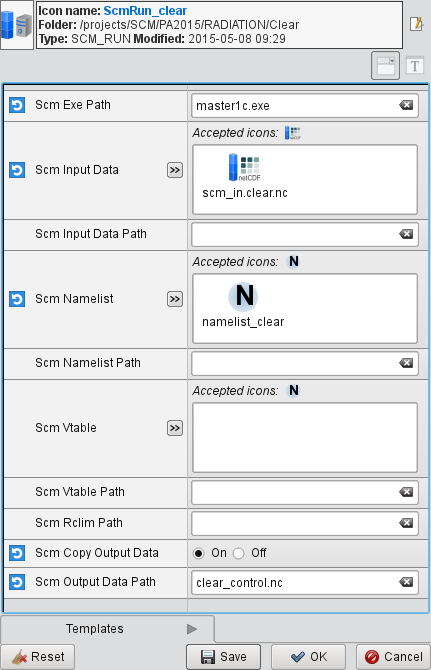 Icon name: ScmRun_clear
Folder: /projects/SCM/PA2015/RADIATION/Clear
Type: SCM_RUN Modified: 2015-05-08 09:29
T
Scm Exe Path
master1c.exe
Accepted icons: netCDF
Scm Input Data >>
netCDF
scm_in.clear.nc
Scm Input Data Path
Accepted icons: N
Scm Namelist >>
N
namelist_clear
Scm Namelist Path
Accepted icons: N
Scm Vtable >>
Scm Vtable Path
Scm Rclim Path
Scm Copy Output Data On Off
Scm Output Data Path clear_control.nc
Templates
Reset Save OK Cancel